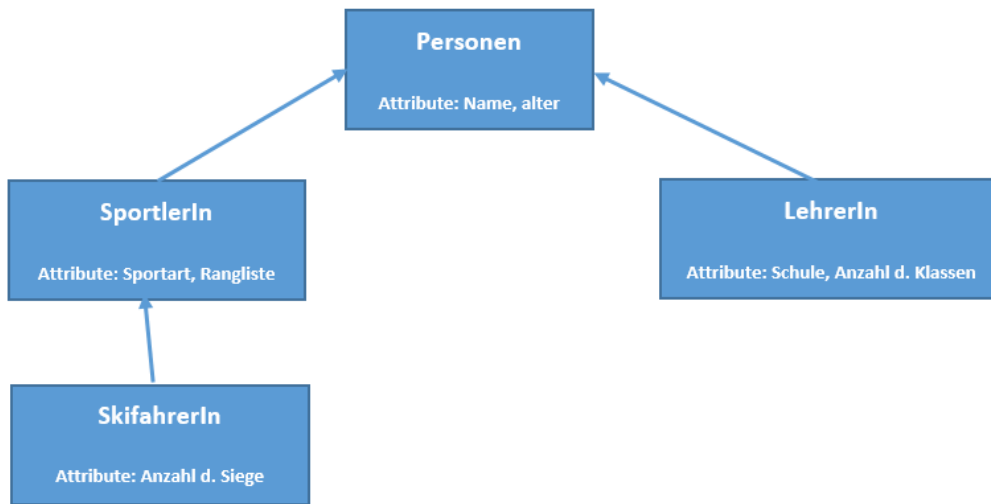 Personen
Attribute: Name, alter
SportlerIn
Attribute: Sportart, Rangliste
LehrerIn
Attribute: Schule, Anzahl d. Klassen
SkifahrerIn
Attribute: Anzahl d. Siege